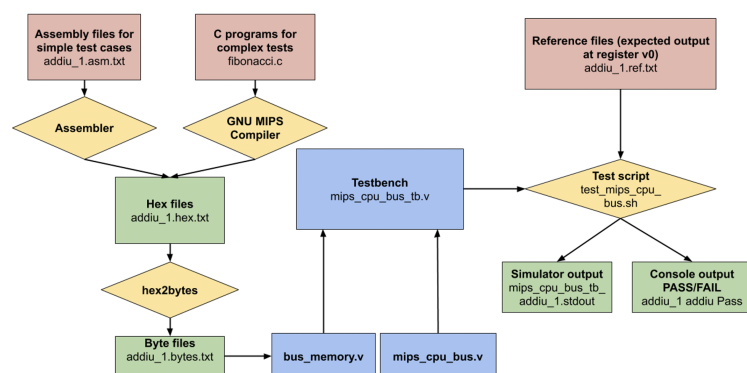 Assembly files for
simple test cases
addiu_1.asm.txt
C programs for
complex tests
fibonacci.c
Reference files (expected output
at register v0)
addiu_1.ref.txt
Assembler
GNU MIPS
Compiler
Testbench
mips_cpu_bus_tb.v
Test script
test_mips_cpu_
bus.sh
Hex files
addiu_1.hex.txt
hex2bytes
Simulator output
mips_cpu_bus_tb_
addiu_1.stdout
Console output
PASS/FAIL
addiu_1 addiu Pass
Byte files
addiu_1.bytes.txt
bus_memory.v
mips_cpu_bus.v